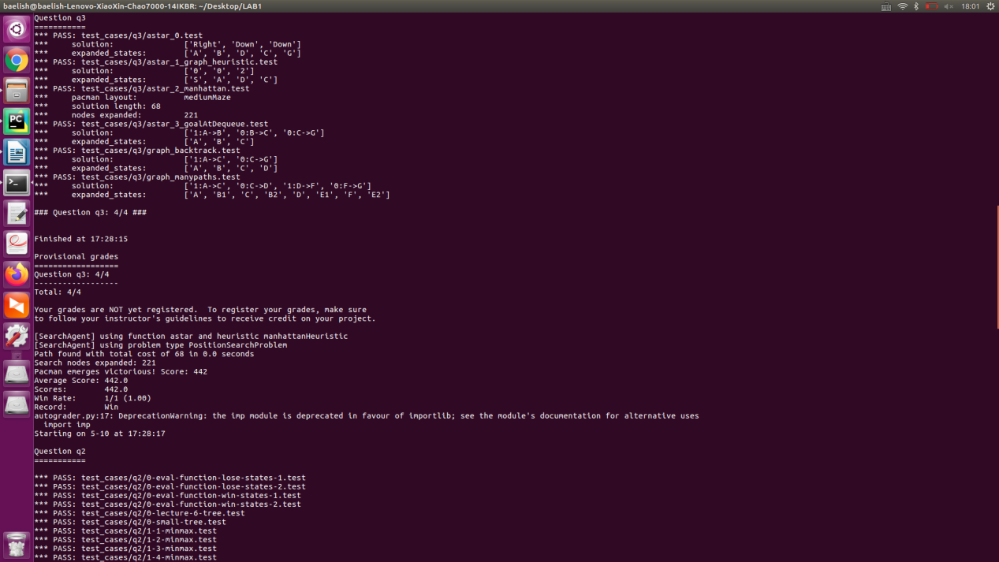 baelish@baelish-Lenovo-XiaoXin-Chao7000-14IKBR: ~/Desktop/LAB1
18:01
Question q3
===========
*** PASS: test_cases/q3/astar_0.test
***     solution:               ['Right', 'Down', 'Down']
***     expanded_states:        ['A', 'B', 'D', 'C', 'G']
*** PASS: test_cases/q3/astar_1_graph_heuristic.test
***     solution:               ['0', '0', '2']
***     expanded_states:        ['S', 'A', 'D', 'C']
*** PASS: test_cases/q3/astar_2_manhattan.test
***     pacman layout:          mediumMaze
***     solution length: 68
***     nodes expanded:         221
*** PASS: test_cases/q3/astar_3_goalAtDequeue.test
***     solution:               ['1:A->B', '0:B->C', '0:C->G']
***     expanded_states:        ['A', 'B', 'C']
*** PASS: test_cases/q3/graph_backtrack.test
***     solution:               ['1:A->C', '0:C->G']
***     expanded_states:        ['A', 'B', 'C', 'D']
*** PASS: test_cases/q3/graph_manypaths.test
***     solution:               ['1:A->C', '0:C->D', '1:D->F', '0:F->G']
***     expanded_states:        ['A', 'B1', 'C', 'B2', 'D', 'E1', 'F', 'E2']
### Question q3: 4/4 ###
Finished at 17:28:15
Provisional grades
==================
Question q3: 4/4
------------------
Total: 4/4
Your grades are NOT yet registered.  To register your grades, make sure
to follow your instructor's guidelines to receive credit on your project.
[SearchAgent] using function astar and heuristic manhattanHeuristic
[SearchAgent] using problem type PositionSearchProblem
Path found with total cost of 68 in 0.0 seconds
Search nodes expanded: 221
Pacman emerges victorious! Score: 442
Average Score: 442.0
Scores:        442.0
Win Rate:      1/1 (1.00)
Record:        Win
autograder.py:17: DeprecationWarning: the imp module is deprecated in favour of importlib; see the module's documentation for alternative uses
  import imp
Starting on 5-10 at 17:28:17
Question q2
===========
*** PASS: test_cases/q2/0-eval-function-lose-states-1.test
*** PASS: test_cases/q2/0-eval-function-lose-states-2.test
*** PASS: test_cases/q2/0-eval-function-win-states-1.test
*** PASS: test_cases/q2/0-eval-function-win-states-2.test
*** PASS: test_cases/q2/0-lecture-6-tree.test
*** PASS: test_cases/q2/0-small-tree.test
*** PASS: test_cases/q2/1-1-minmax.test
*** PASS: test_cases/q2/1-2-minmax.test
*** PASS: test_cases/q2/1-3-minmax.test
*** PASS: test_cases/q2/1-4-minmax.test
PC